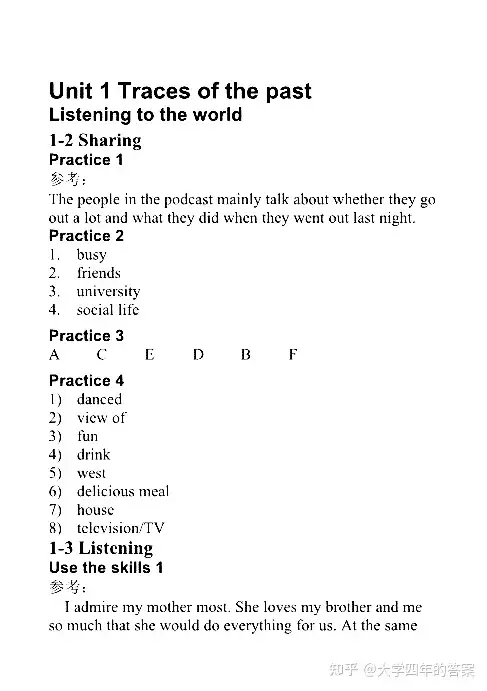 Unit 1 Traces of the past
Listening to the world
1-2 Sharing
Practice 1
参考:
The people in the podcast mainly talk about whether they go
out a lot and what they did when they went out last night.
Practice 2
1. busy
2. friends
3. university
4. social life
Practice 3
A C E D B F
Practice 4
1) danced
2) view of
3) fun
4) drink
5) west
6) delicious meal
7) house
8) television/TV
1-3 Listening
Use the skills 1
参考:
I admire my mother most. She loves my brother and me
so much that she would do everything for us. At the same
知乎 @大学四年的答案